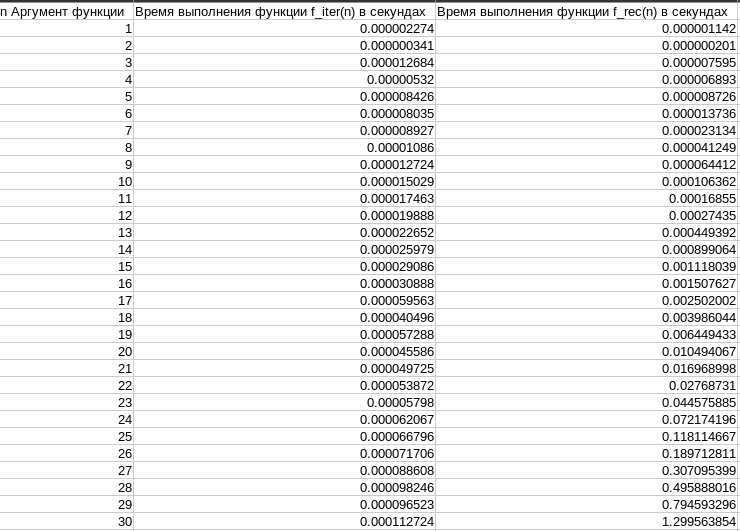 n Аргумент функции Время выполнения функции f_iter(n) в секундах Время выполнения функции f_rec(n) в секундах
1 0.000002274 0.000001142
2 0.000000341 0.000000201
3 0.000012684 0.000007595
4 0.00000532 0.000006893
5 0.000008426 0.000008726
6 0.000008035 0.000013736
7 0.000008927 0.000023134
8 0.00001086 0.000041249
9 0.000012724 0.000064412
10 0.000015029 0.000106362
11 0.000017463 0.00016855
12 0.000019888 0.00027435
13 0.000022652 0.000449392
14 0.000025979 0.000899064
15 0.000029086 0.001118039
16 0.000030888 0.001507627
17 0.000059563 0.002502002
18 0.000040496 0.003986044
19 0.000057288 0.006449433
20 0.000045586 0.010494067
21 0.000049725 0.016968998
22 0.000053872 0.02768731
23 0.00005798 0.044575885
24 0.000062067 0.072174196
25 0.000066796 0.118114667
26 0.000071706 0.189712811
27 0.000088608 0.307095399
28 0.000098246 0.495888016
29 0.000096523 0.794593296
30 0.000112724 1.299563854